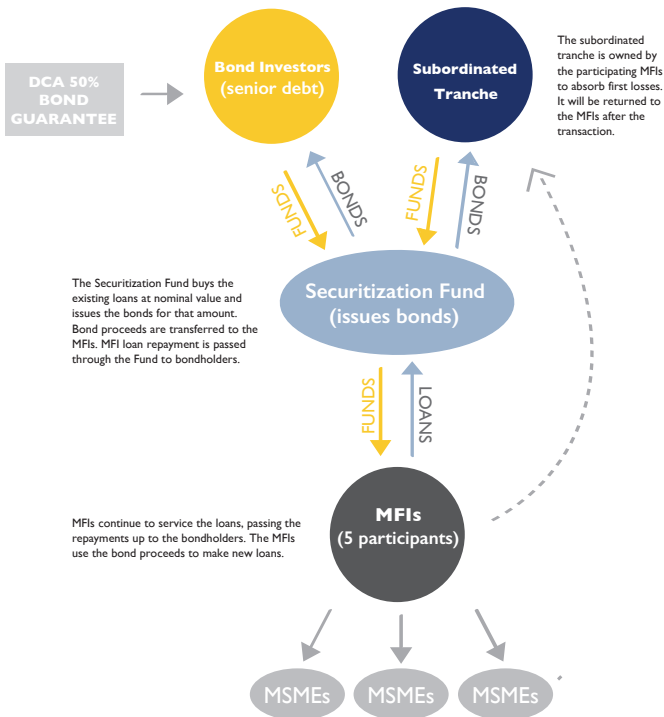 DCA 50%
BOND
GUARANTEE
Bond Investors
(senior debt)
Subordinated
Tranche
The subordinated
tranche is owned by
the participating MFIs
to absorb first losses.
It will be returned to
the MFIs after the
transaction.
FUNDS
BONDS
FUNDS
BONDS
The Securitization Fund buys the
existing loans at nominal value and
issues the bonds for that amount.
Bond proceeds are transferred to the
MFIs. MFI loan repayment is passed
through the Fund to bondholders.
Securitization Fund
(issues bonds)
FUNDS
LOANS
MFIs continue to service the loans, passing the
repayments up to the bondholders. The MFIs
use the bond proceeds to make new loans.
MFIs
(5 participants)
MSMEs
MSMEs
MSMEs